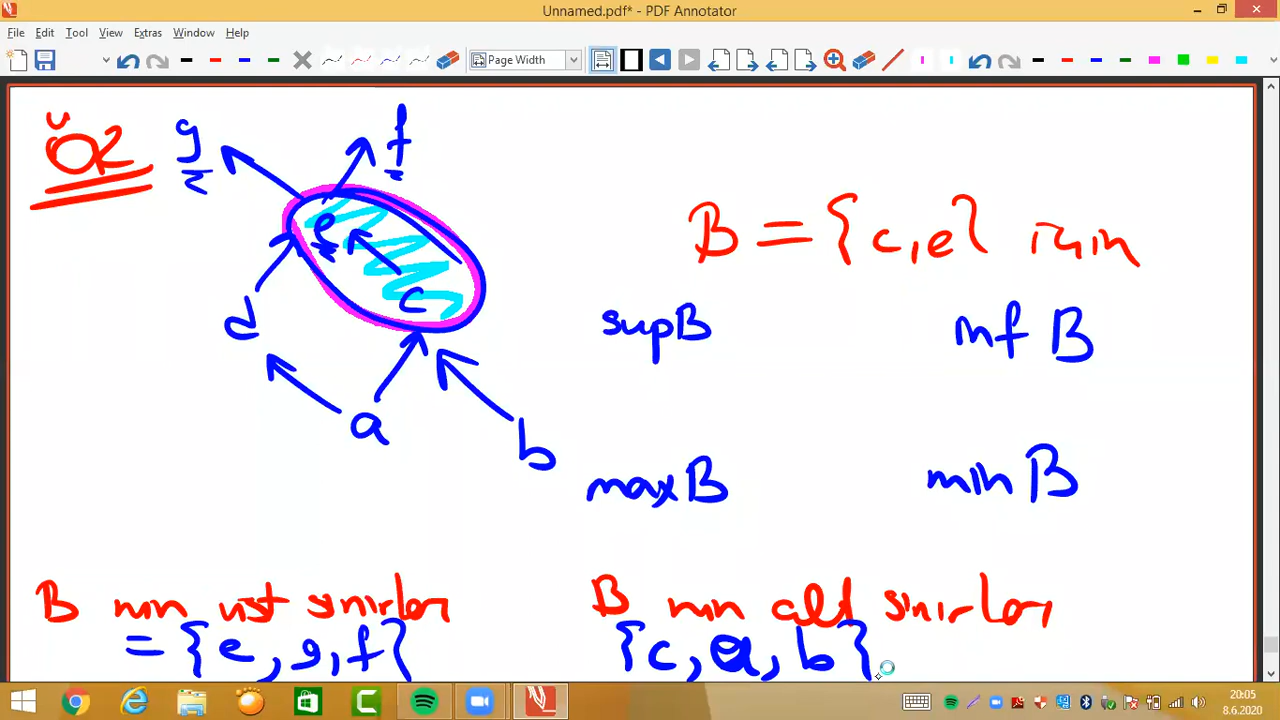 Unnamed.pdf* - PDF Annotator
File Edit Tool View Extras Window Help
Page Width
ÖR
g f
e
d c
a
b
B = {c,e} için
supB inf B
maxB min B
B nin üst sınırları
= {e, g, f}
B nin alt sınırları
{c, a, b}
20:05
8.6.2020